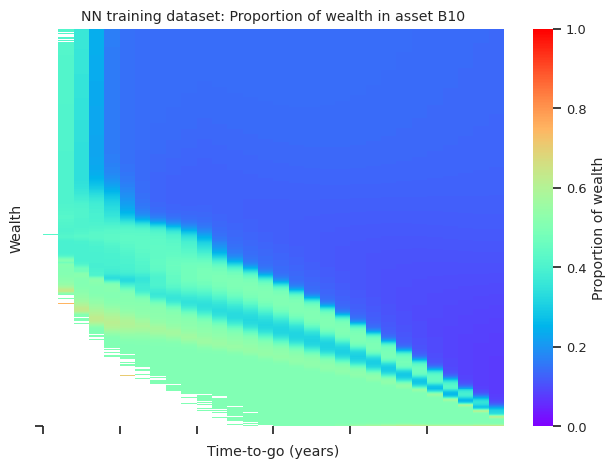 NN training dataset: Proportion of wealth in asset B10
Wealth
Time-to-go (years)
1.0
0.8
0.6
0.4
0.2
0.0
Proportion of wealth